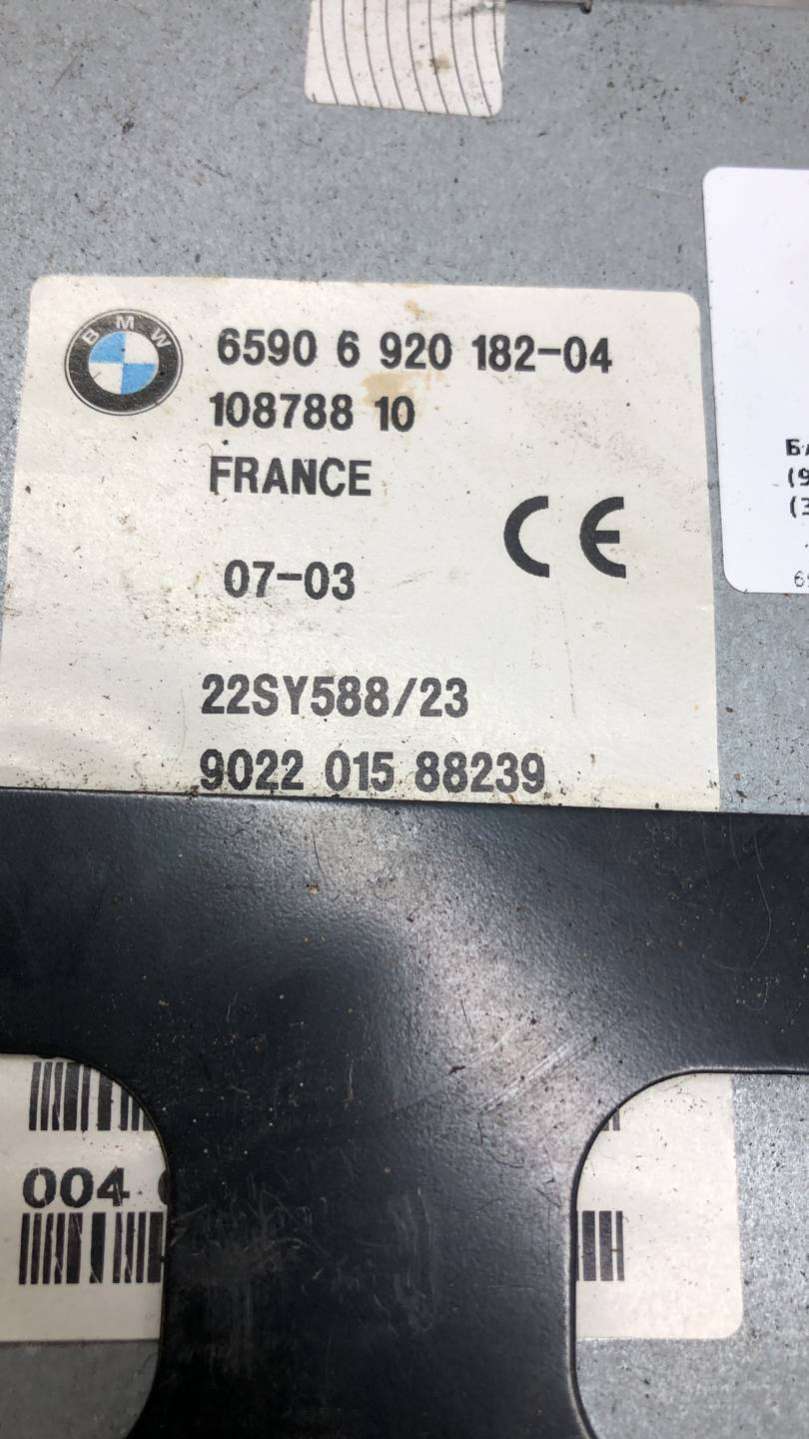 BMW
6590 6 920 182-04
108788 10
FRANCE
CE
07-03
22SY588/23
9022 015 88239
004